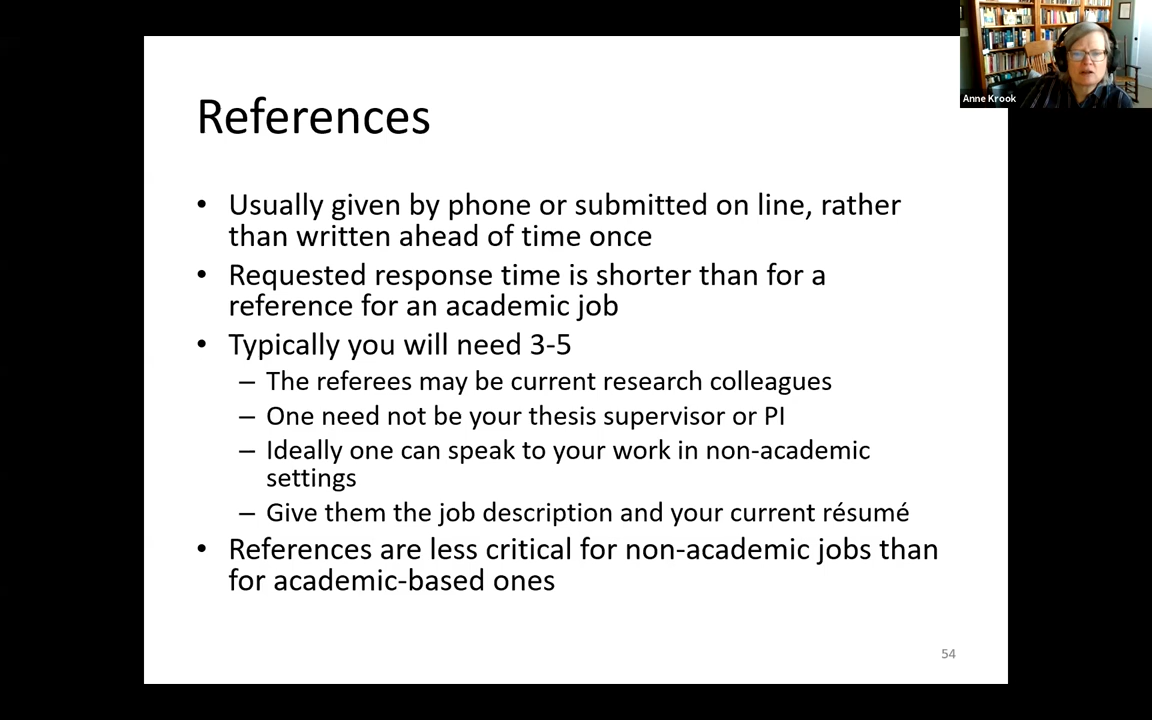 Anne Krook
References
• Usually given by phone or submitted on line, rather
than written ahead of time once
• Requested response time is shorter than for a
reference for an academic job
• Typically you will need 3-5
– The referees may be current research colleagues
– One need not be your thesis supervisor or PI
– Ideally one can speak to your work in non-academic
settings
– Give them the job description and your current résumé
• References are less critical for non-academic jobs than
for academic-based ones
54